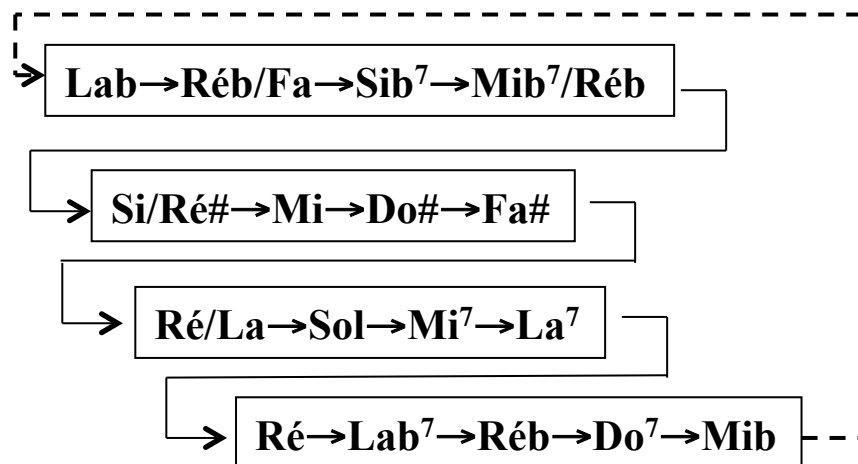 Lab→Réb/Fa→Sib⁷→Mib⁷/Réb
Si/Ré#→Mi→Do#→Fa#
Ré/La→Sol→Mi⁷→La⁷
Ré→Lab⁷→Réb→Do⁷→Mib